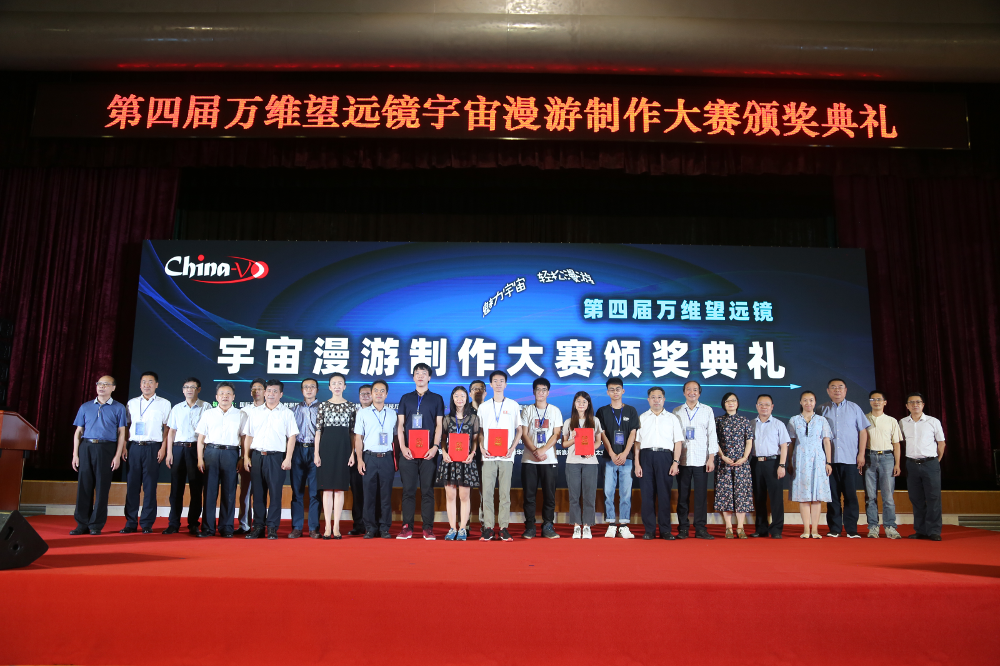 第四届万维望远镜宇宙漫游制作大赛颁奖典礼
China-VO
魅力宇宙 轻松漫游
第四届万维望远镜
宇宙漫游制作大赛颁奖典礼